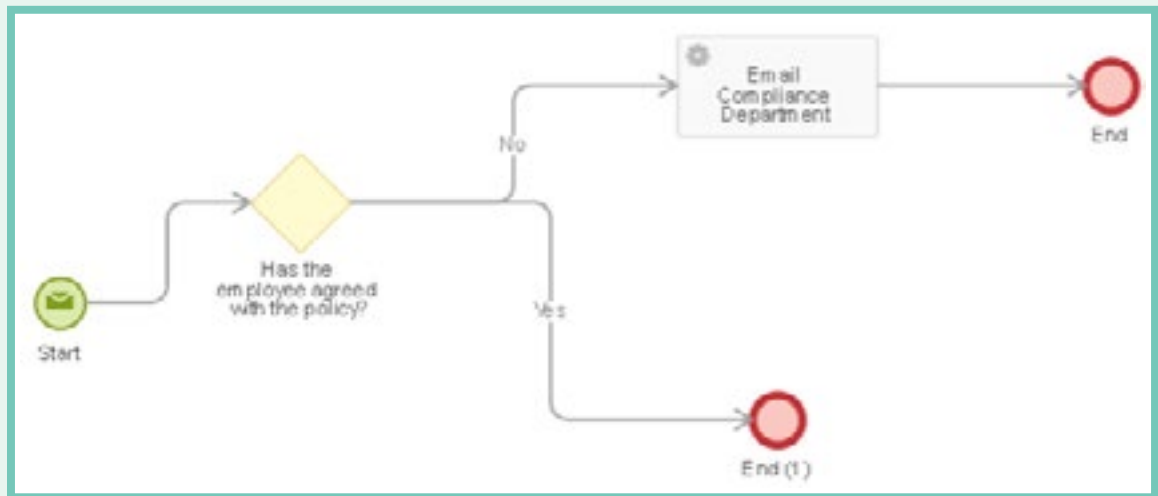 Email
Compliance
Department
End
No
Has the
employee agreed
with the policy?
Yes
Start
End (1)